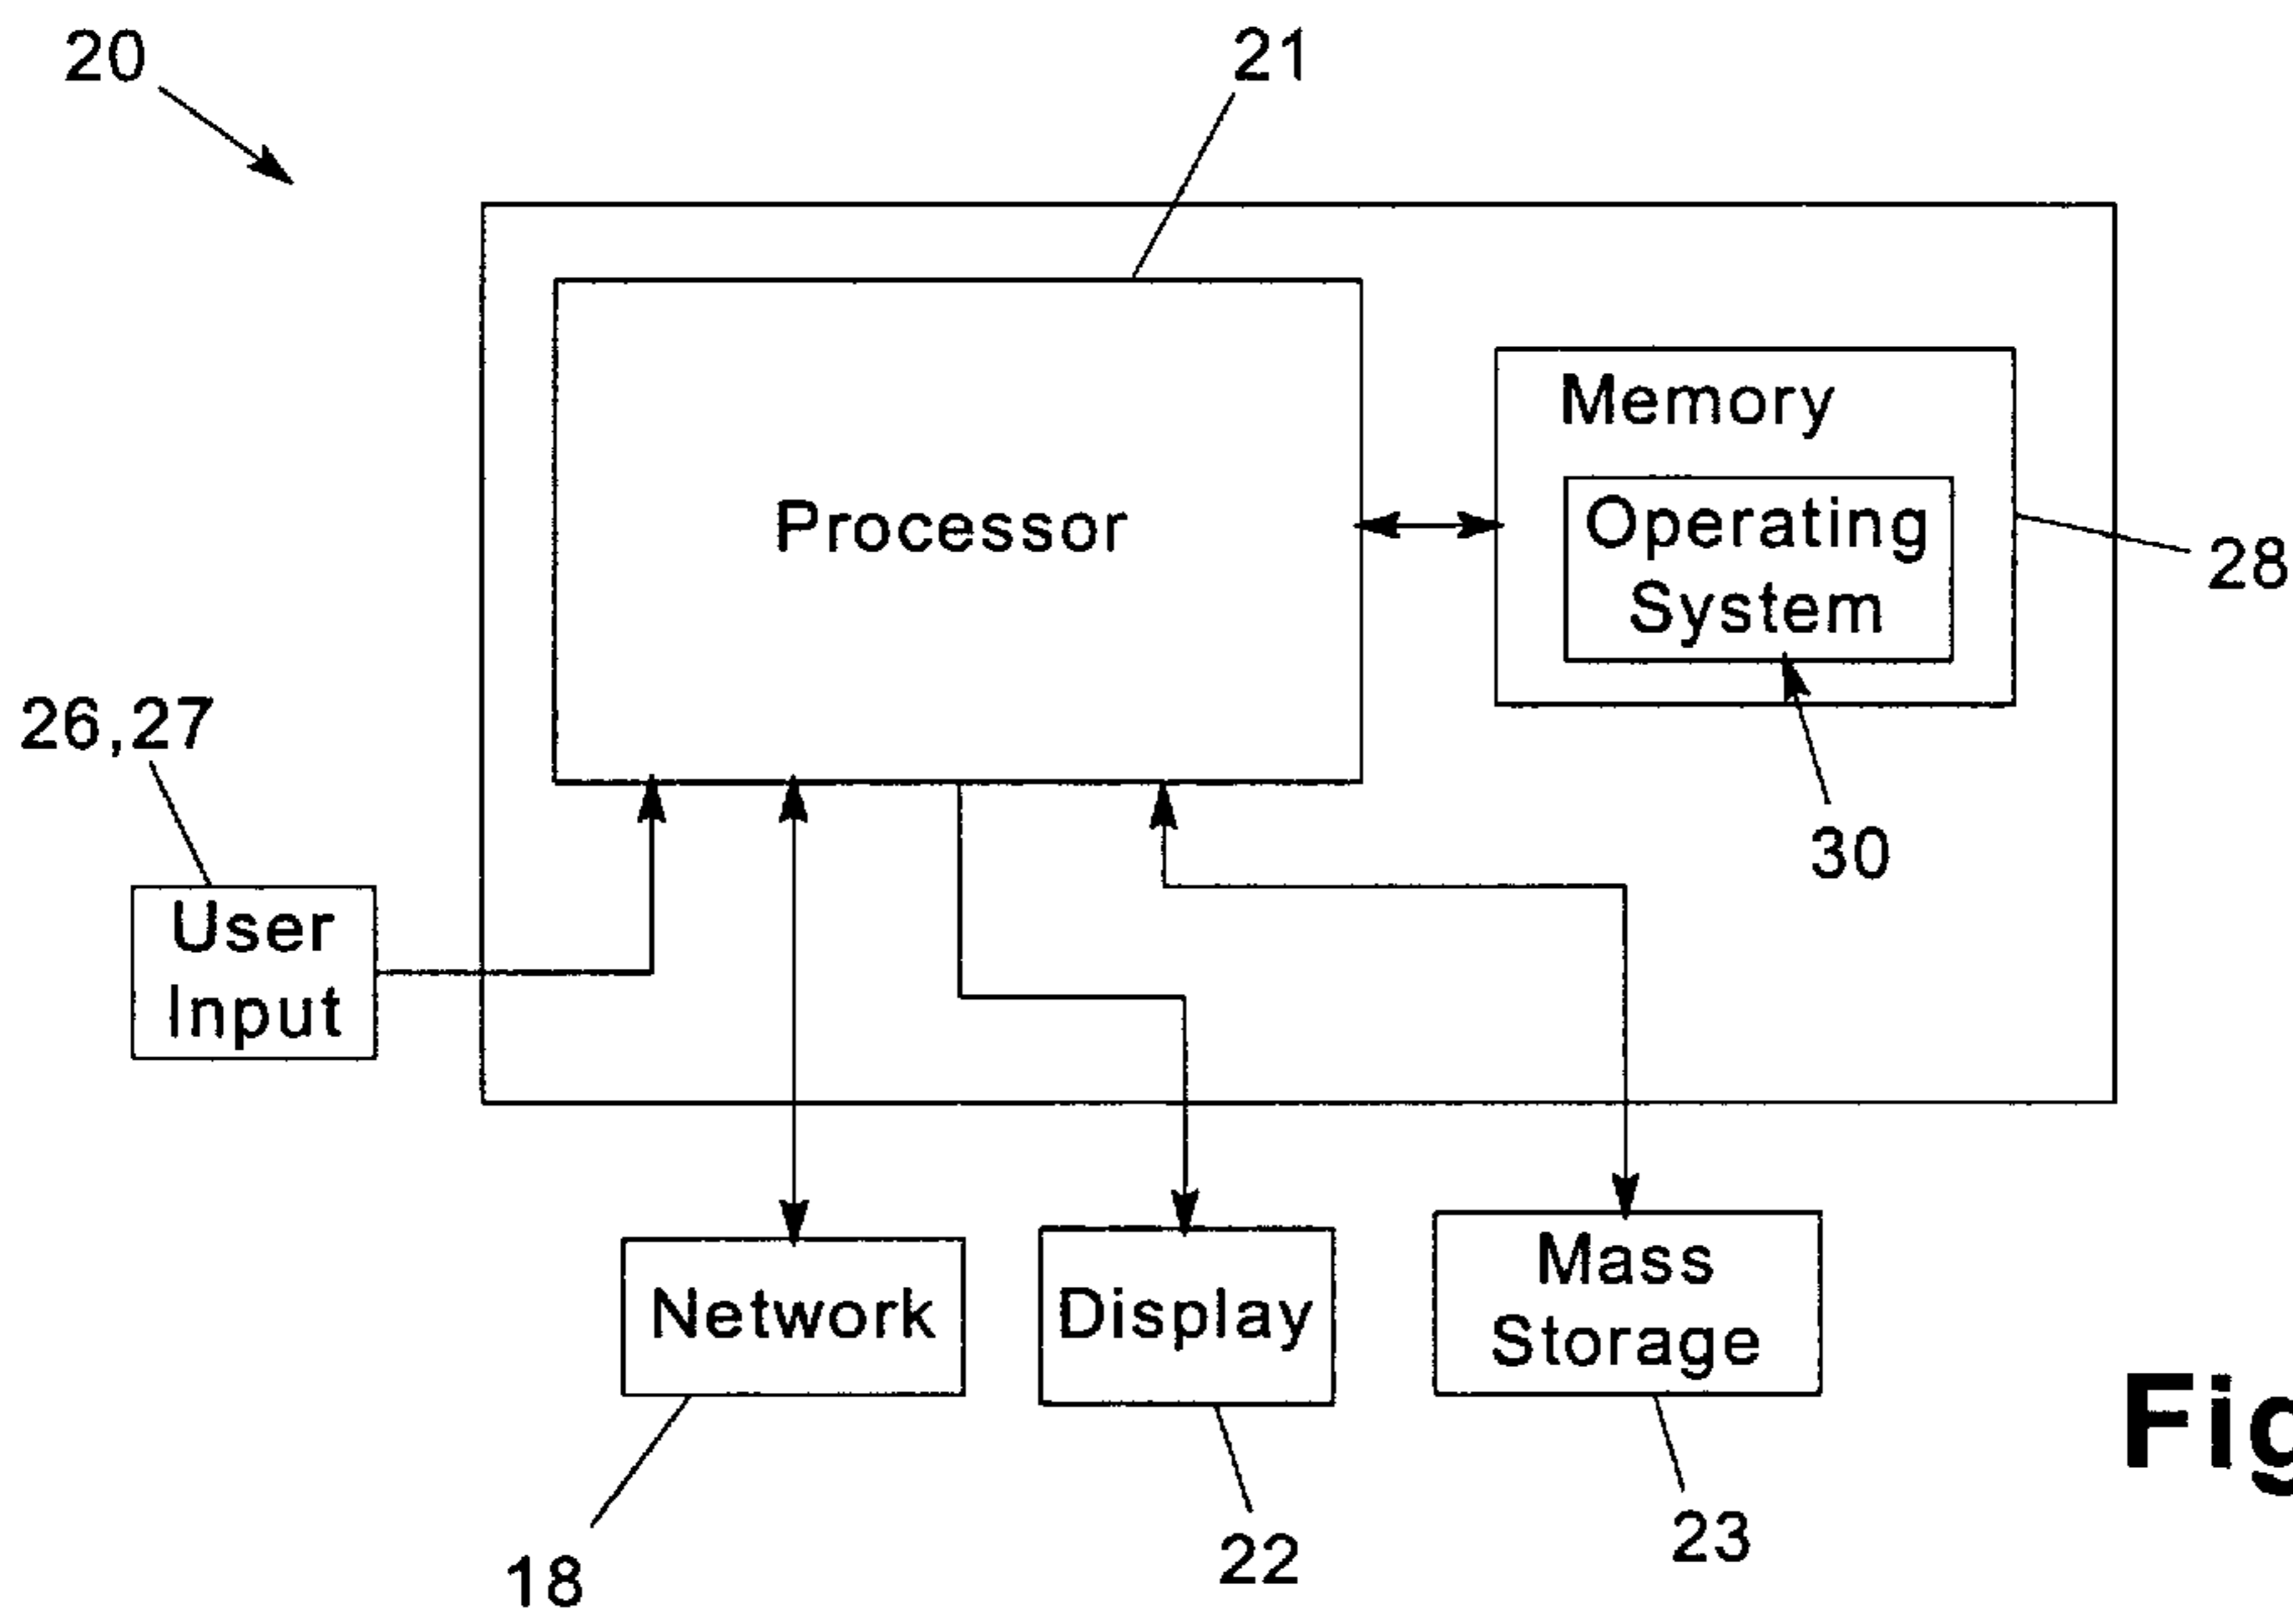 20
21
Processor
Memory
Operating
System
28
26,27
30
User
Input
Network
Display
Mass
Storage
Fig
18
22
23